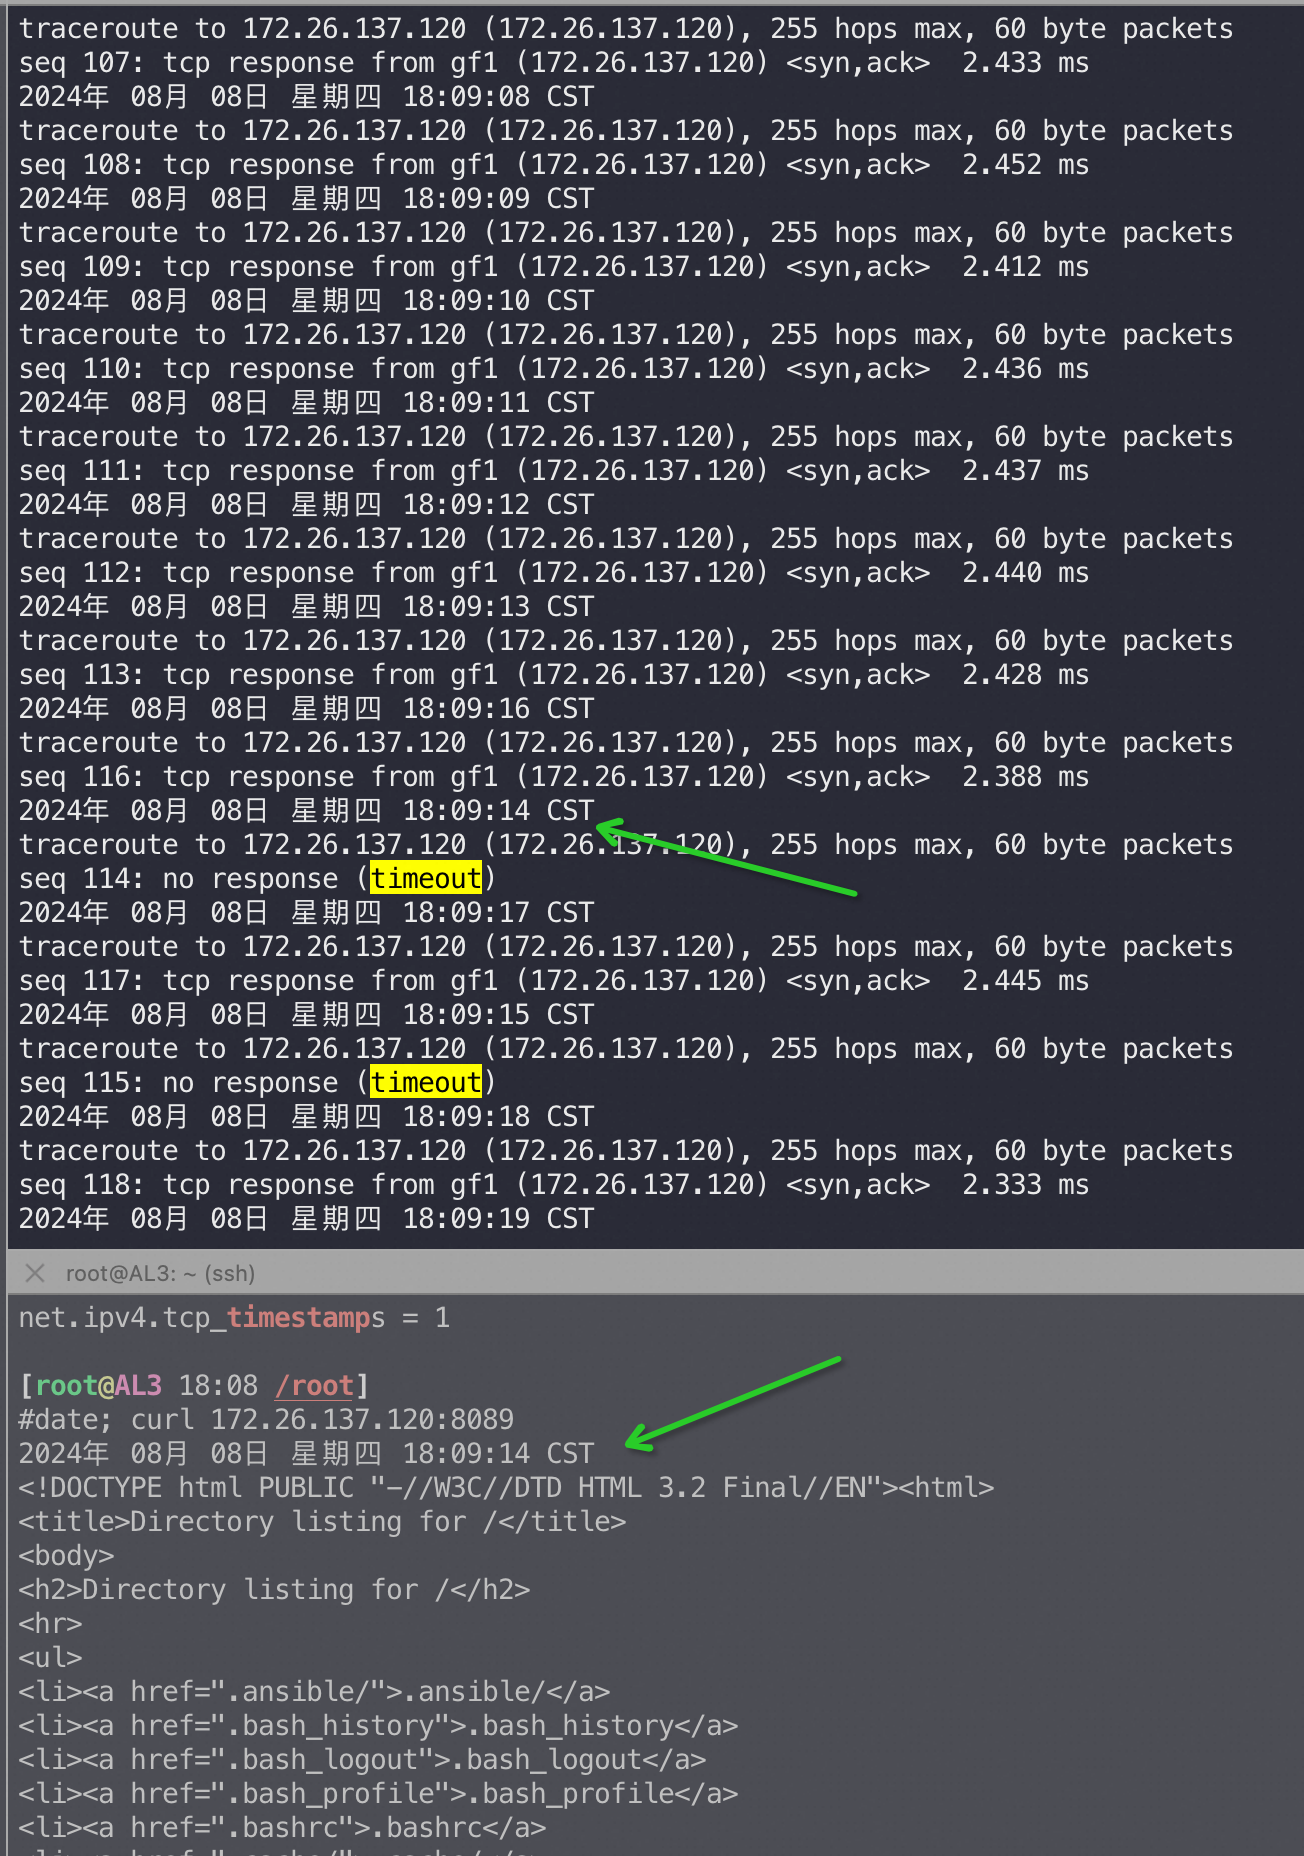 traceroute to 172.26.137.120 (172.26.137.120), 255 hops max, 60 byte packets
seq 107: tcp response from gf1 (172.26.137.120) <syn,ack>  2.433 ms
2024年 08月 08日 星期四 18:09:08 CST
traceroute to 172.26.137.120 (172.26.137.120), 255 hops max, 60 byte packets
seq 108: tcp response from gf1 (172.26.137.120) <syn,ack>  2.452 ms
2024年 08月 08日 星期四 18:09:09 CST
traceroute to 172.26.137.120 (172.26.137.120), 255 hops max, 60 byte packets
seq 109: tcp response from gf1 (172.26.137.120) <syn,ack>  2.412 ms
2024年 08月 08日 星期四 18:09:10 CST
traceroute to 172.26.137.120 (172.26.137.120), 255 hops max, 60 byte packets
seq 110: tcp response from gf1 (172.26.137.120) <syn,ack>  2.436 ms
2024年 08月 08日 星期四 18:09:11 CST
traceroute to 172.26.137.120 (172.26.137.120), 255 hops max, 60 byte packets
seq 111: tcp response from gf1 (172.26.137.120) <syn,ack>  2.437 ms
2024年 08月 08日 星期四 18:09:12 CST
traceroute to 172.26.137.120 (172.26.137.120), 255 hops max, 60 byte packets
seq 112: tcp response from gf1 (172.26.137.120) <syn,ack>  2.440 ms
2024年 08月 08日 星期四 18:09:13 CST
traceroute to 172.26.137.120 (172.26.137.120), 255 hops max, 60 byte packets
seq 113: tcp response from gf1 (172.26.137.120) <syn,ack>  2.428 ms
2024年 08月 08日 星期四 18:09:16 CST
traceroute to 172.26.137.120 (172.26.137.120), 255 hops max, 60 byte packets
seq 116: tcp response from gf1 (172.26.137.120) <syn,ack>  2.388 ms
2024年 08月 08日 星期四 18:09:14 CST
traceroute to 172.26.137.120 (172.26.137.120), 255 hops max, 60 byte packets
seq 114: no response (timeout)
2024年 08月 08日 星期四 18:09:17 CST
traceroute to 172.26.137.120 (172.26.137.120), 255 hops max, 60 byte packets
seq 117: tcp response from gf1 (172.26.137.120) <syn,ack>  2.445 ms
2024年 08月 08日 星期四 18:09:15 CST
traceroute to 172.26.137.120 (172.26.137.120), 255 hops max, 60 byte packets
seq 115: no response (timeout)
2024年 08月 08日 星期四 18:09:18 CST
traceroute to 172.26.137.120 (172.26.137.120), 255 hops max, 60 byte packets
seq 118: tcp response from gf1 (172.26.137.120) <syn,ack>  2.333 ms
2024年 08月 08日 星期四 18:09:19 CST
root@AL3: ~ (ssh)
net.ipv4.tcp_timestamps = 1
[root@AL3 18:08 /root]
#date; curl 172.26.137.120:8089
2024年 08月 08日 星期四 18:09:14 CST
<!DOCTYPE html PUBLIC "-//W3C//DTD HTML 3.2 Final//EN"><html>
<title>Directory listing for /</title>
<body>
<h2>Directory listing for /</h2>
<hr>
<ul>
<li><a href=".ansible/">.ansible/</a>
<li><a href=".bash_history">.bash_history</a>
<li><a href=".bash_logout">.bash_logout</a>
<li><a href=".bash_profile">.bash_profile</a>
<li><a href=".bashrc">.bashrc</a>